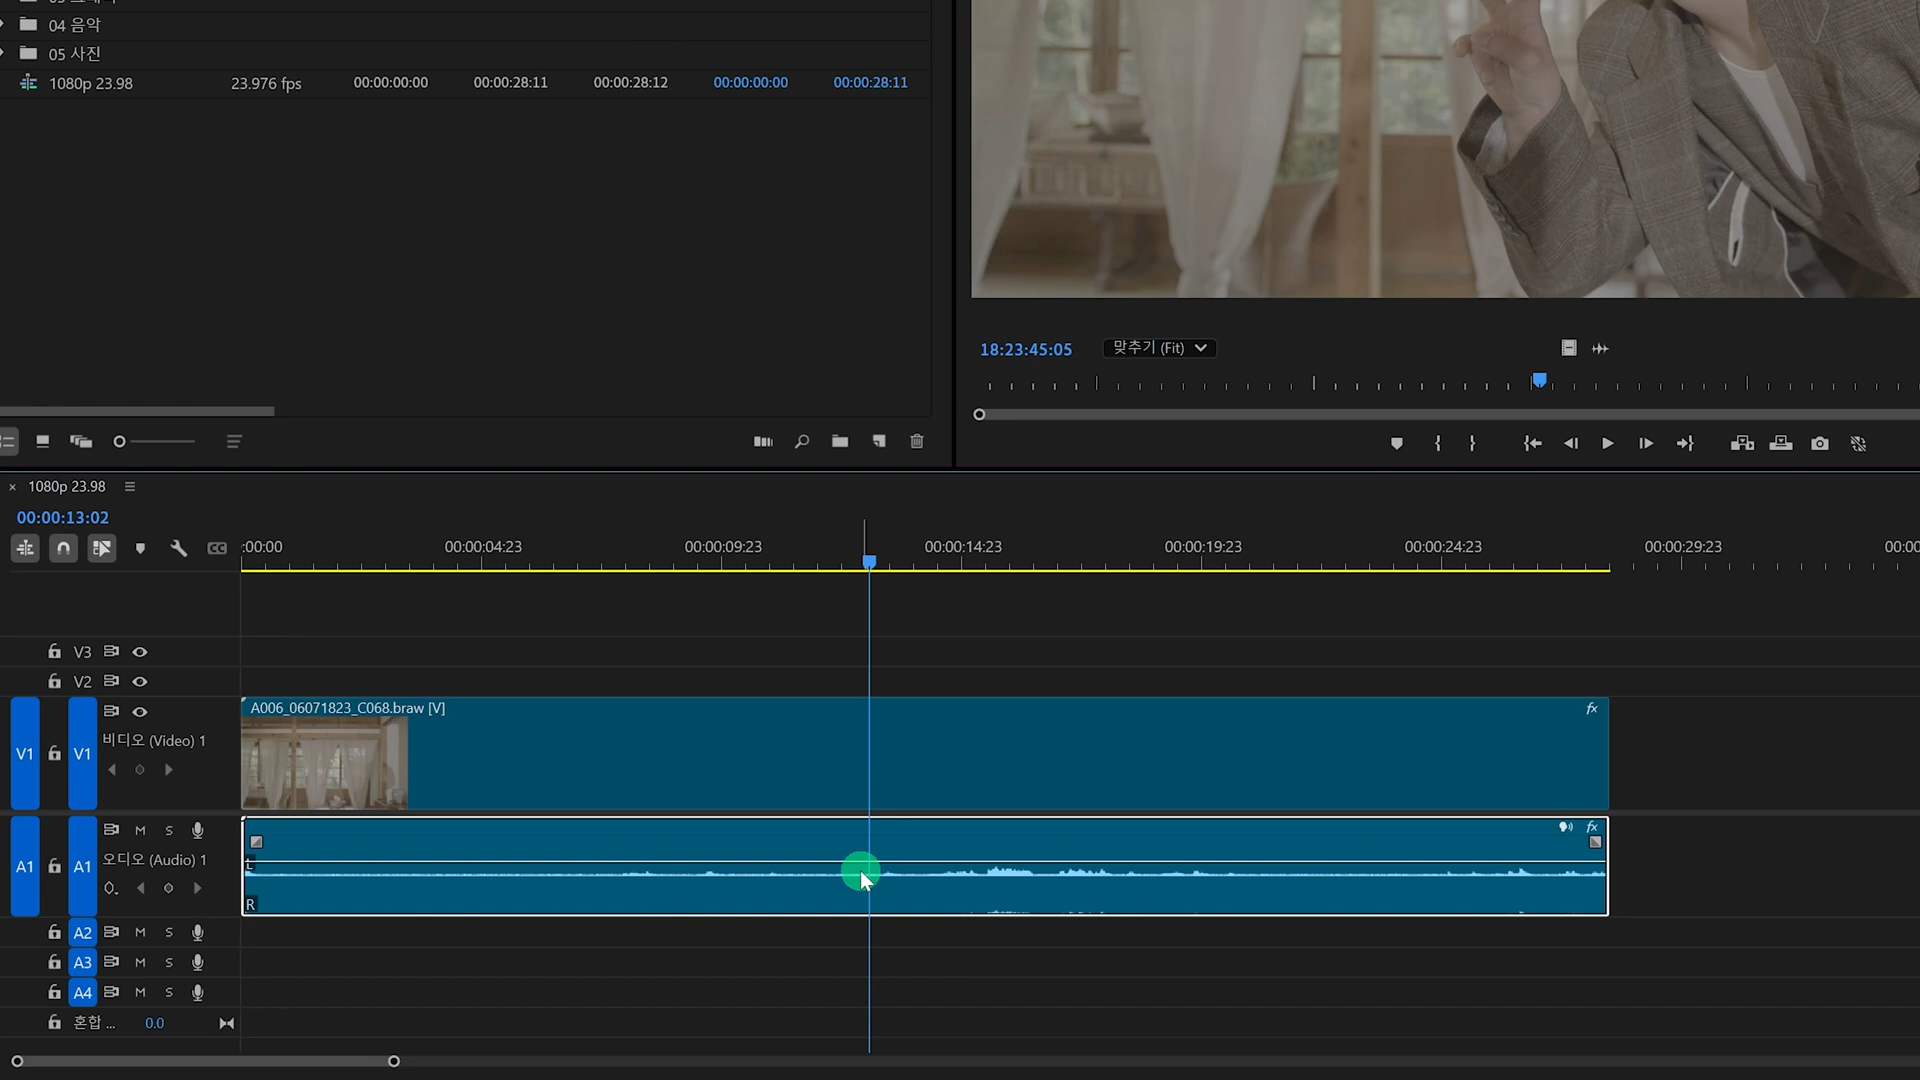 04 음악
05 사진
1080p 23.98 23.976 fps 00:00:00:00 00:00:28:11 00:00:28:12 00:00:00:00 00:00:28:11
18:23:45:05 맞추기 (Fit)
× 1080p 23.98
00:00:13:02
CC :00:00 00:00:04:23 00:00:09:23 00:00:14:23 00:00:19:23 00:00:24:23 00:00:29:23 00:00
V3
V2
A006_06071823_C068.braw [V] fx
V1 V1 비디오 (Video) 1
M S fx
A1 A1 오디오 (Audio) 1
L
R
A2 M S
A3 M S
A4 M S
혼합 ... 0.0